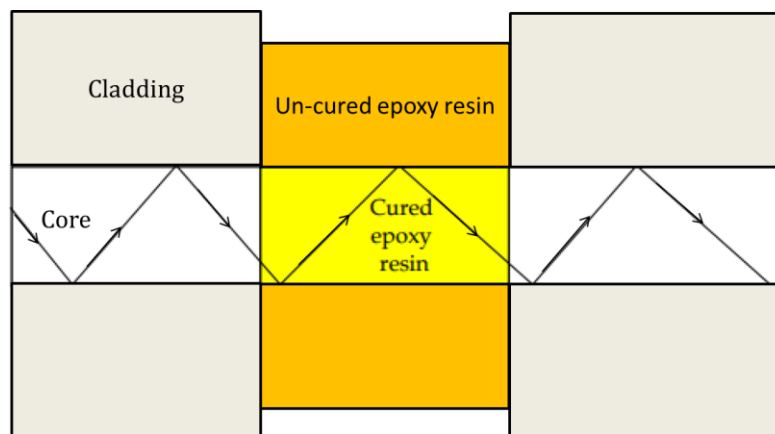 Cladding
Un-cured epoxy resin
Core
Cured
epoxy
resin